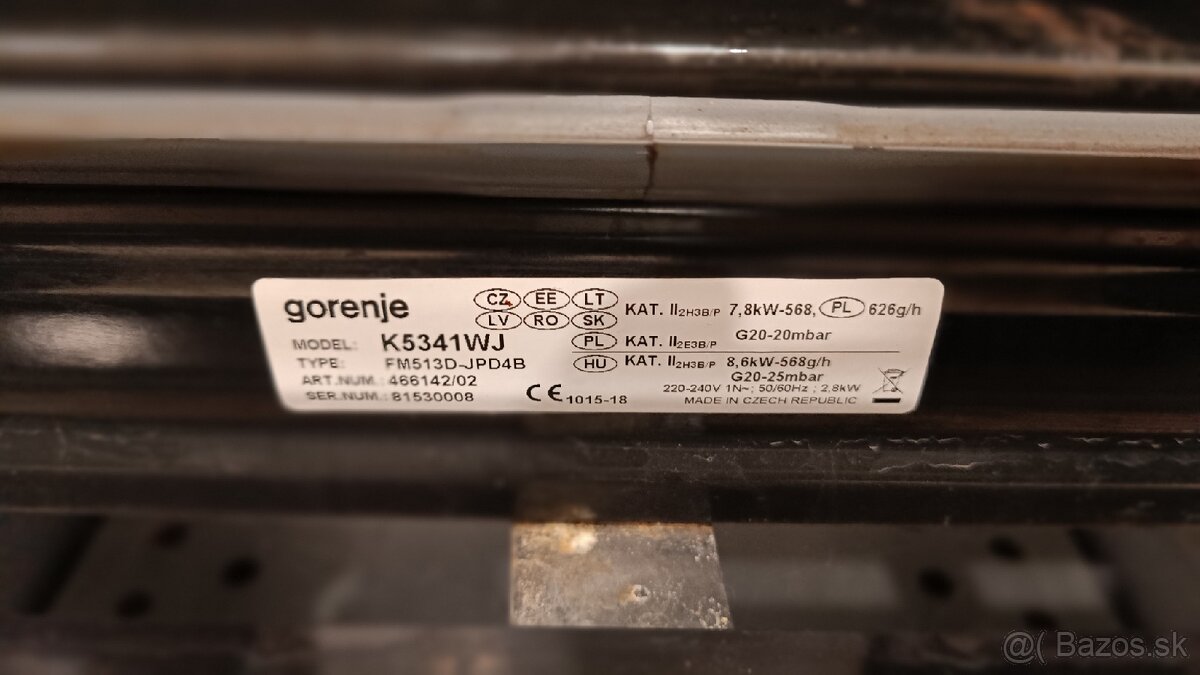 gorenje
MODEL: K5341WJ
TYPE: FM513D-JPD4B
ART.NUM.: 466142/02
SER.NUM.: 81530008
CZ EE LT
LV RO SK
KAT. II2H3B/P 7,8kW-568, PL 626g/h
G20-20mbar
PL KAT. II2E3B/P
HU KAT. II2H3B/P 8,6kW-568g/h
G20-25mbar
220-240V 1N~; 50/60Hz ; 2,8kW
CE 1015-18
MADE IN CZECH REPUBLIC
@( Bazos.sk